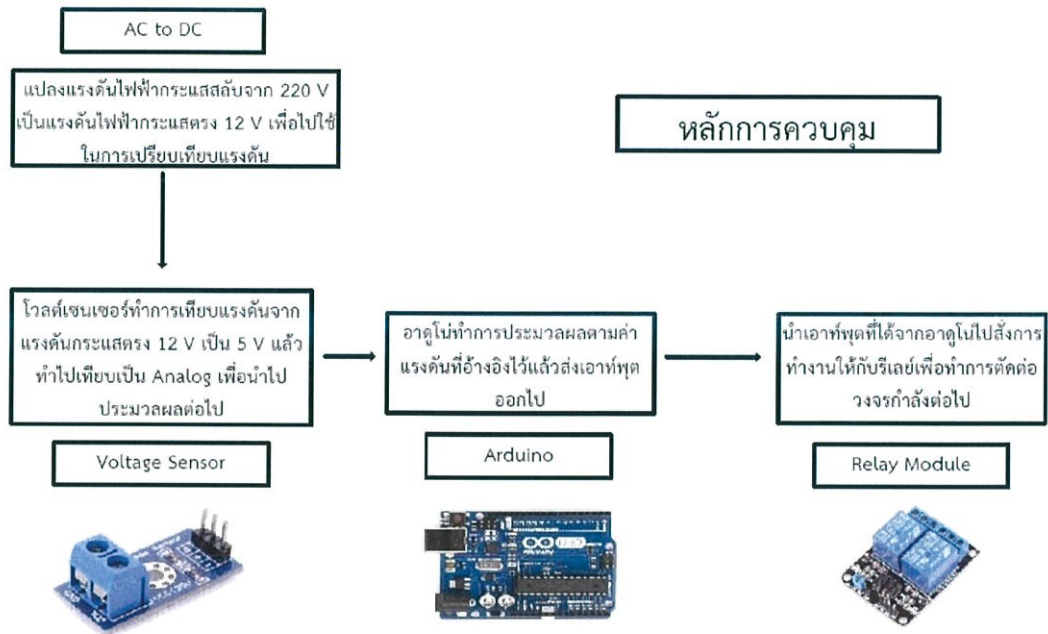 AC to DC
แปลงแรงดันไฟฟ้ากระแสสลับจาก 220 V
เป็นแรงดันไฟฟ้ากระแสตรง 12 V เพื่อไปใช้
ในการเปรียบเทียบแรงดัน
หลักการควบคุม
โวลต์เซนเซอร์ทำการเทียบแรงดันจาก
แรงดันกระแสตรง 12 V เป็น 5 V แล้ว
ทำไปเทียบเป็น Analog เพื่อนำไป
ประมวลผลต่อไป
Voltage Sensor
อาดูโน่ทำการประมวลผลตามค่า
แรงดันที่อ้างอิงไว้แล้วส่งเอาท์พุต
ออกไป
Arduino
นำเอาท์พุตที่ได้จากอาดูโน่ไปสั่งการ
ทำงานให้กับรีเลย์เพื่อทำการตัดต่อ
วงจรกำลังต่อไป
Relay Module